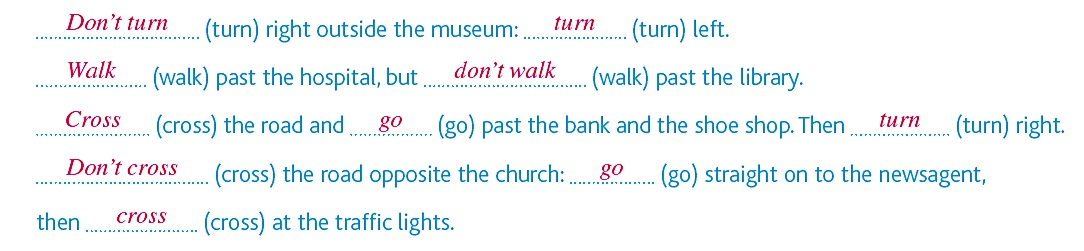 Don't turn (turn) right outside the museum: turn (turn) left.
Walk (walk) past the hospital, but don't walk (walk) past the library.
Cross (cross) the road and go (go) past the bank and the shoe shop. Then turn (turn) right.
Don't cross (cross) the road opposite the church: go (go) straight on to the newsagent,
then cross (cross) at the traffic lights.